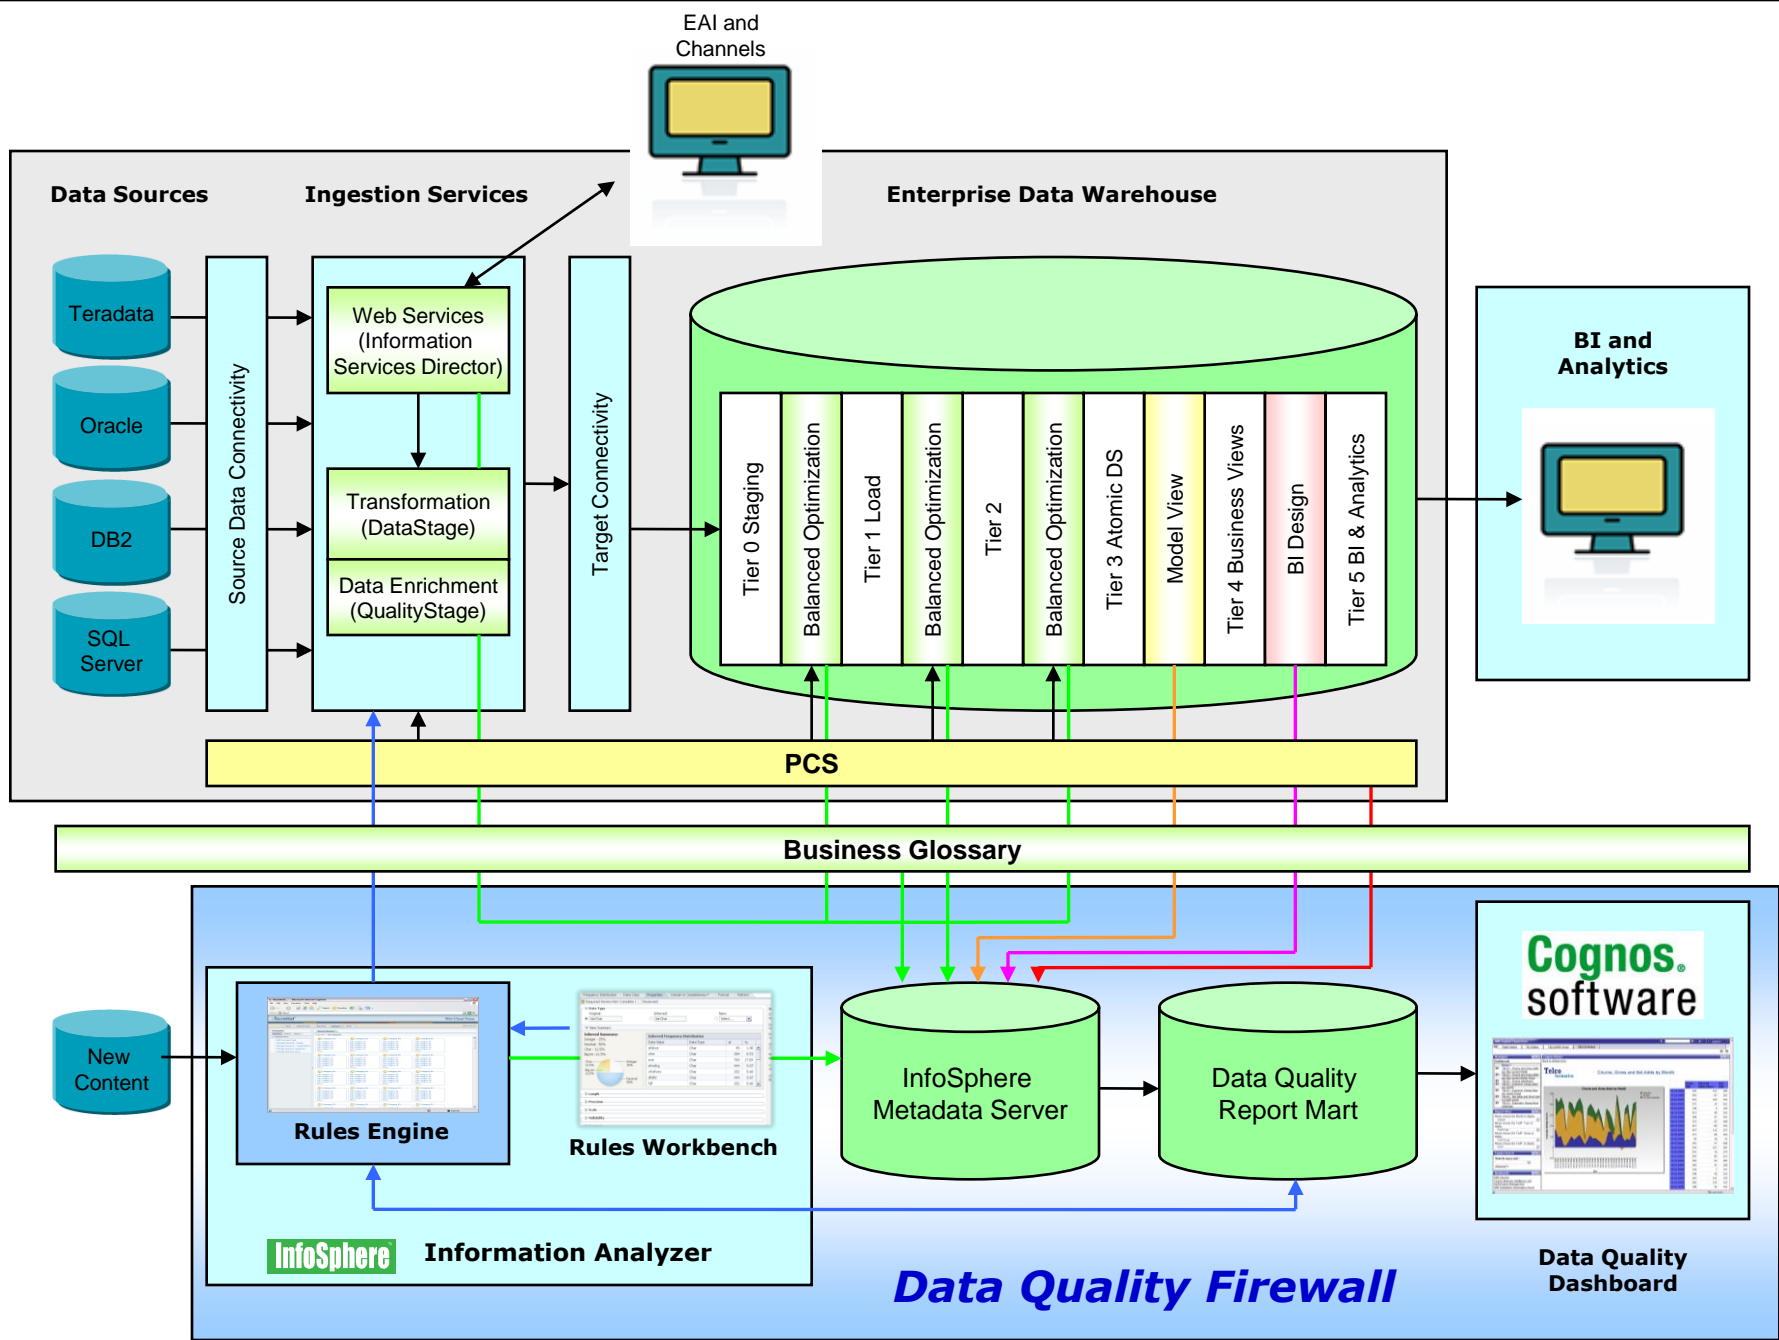 EAI and
Channels
Data Sources
Ingestion Services
Enterprise Data Warehouse
Teradata
Oracle
DB2
SQL
Server
Source Data Connectivity
Web Services
(Information
Services Director)
Transformation
(DataStage)
Data Enrichment
(QualityStage)
Target Connectivity
Tier 0 Staging
Balanced Optimization
Tier 1 Load
Balanced Optimization
Tier 2
Balanced Optimization
Tier 3 Atomic DS
Model View
Tier 4 Business Views
BI Design
Tier 5 BI & Analytics
BI and
Analytics
PCS
Business Glossary
New
Content
Rules Engine
Rules Workbench
InfoSphere
Information Analyzer
InfoSphere
Metadata Server
Data Quality
Report Mart
Cognos®
software
Telco
Data Quality
Dashboard
Data Quality Firewall